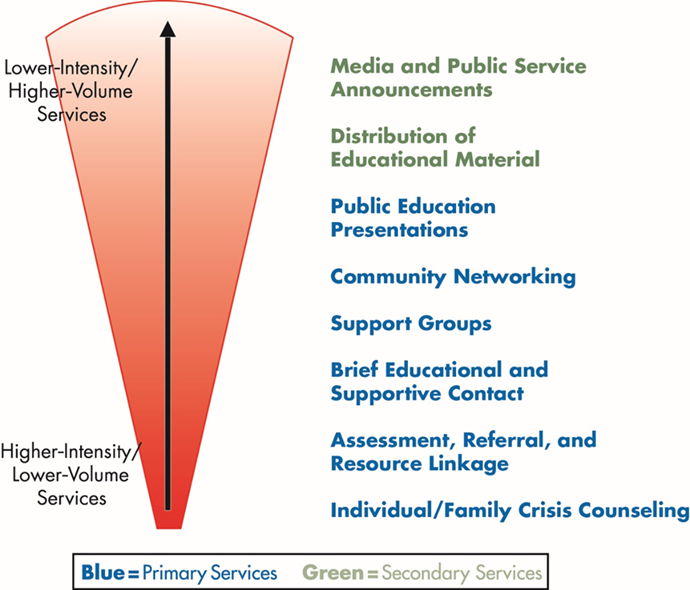 Lower-Intensity/
Higher-Volume
Services
Media and Public Service
Announcements
Distribution of
Educational Material
Public Education
Presentations
Community Networking
Support Groups
Brief Educational and
Supportive Contact
Higher-Intensity/
Lower-Volume
Services
Assessment, Referral, and
Resource Linkage
Individual/Family Crisis Counseling
Blue=Primary Services Green=Secondary Services